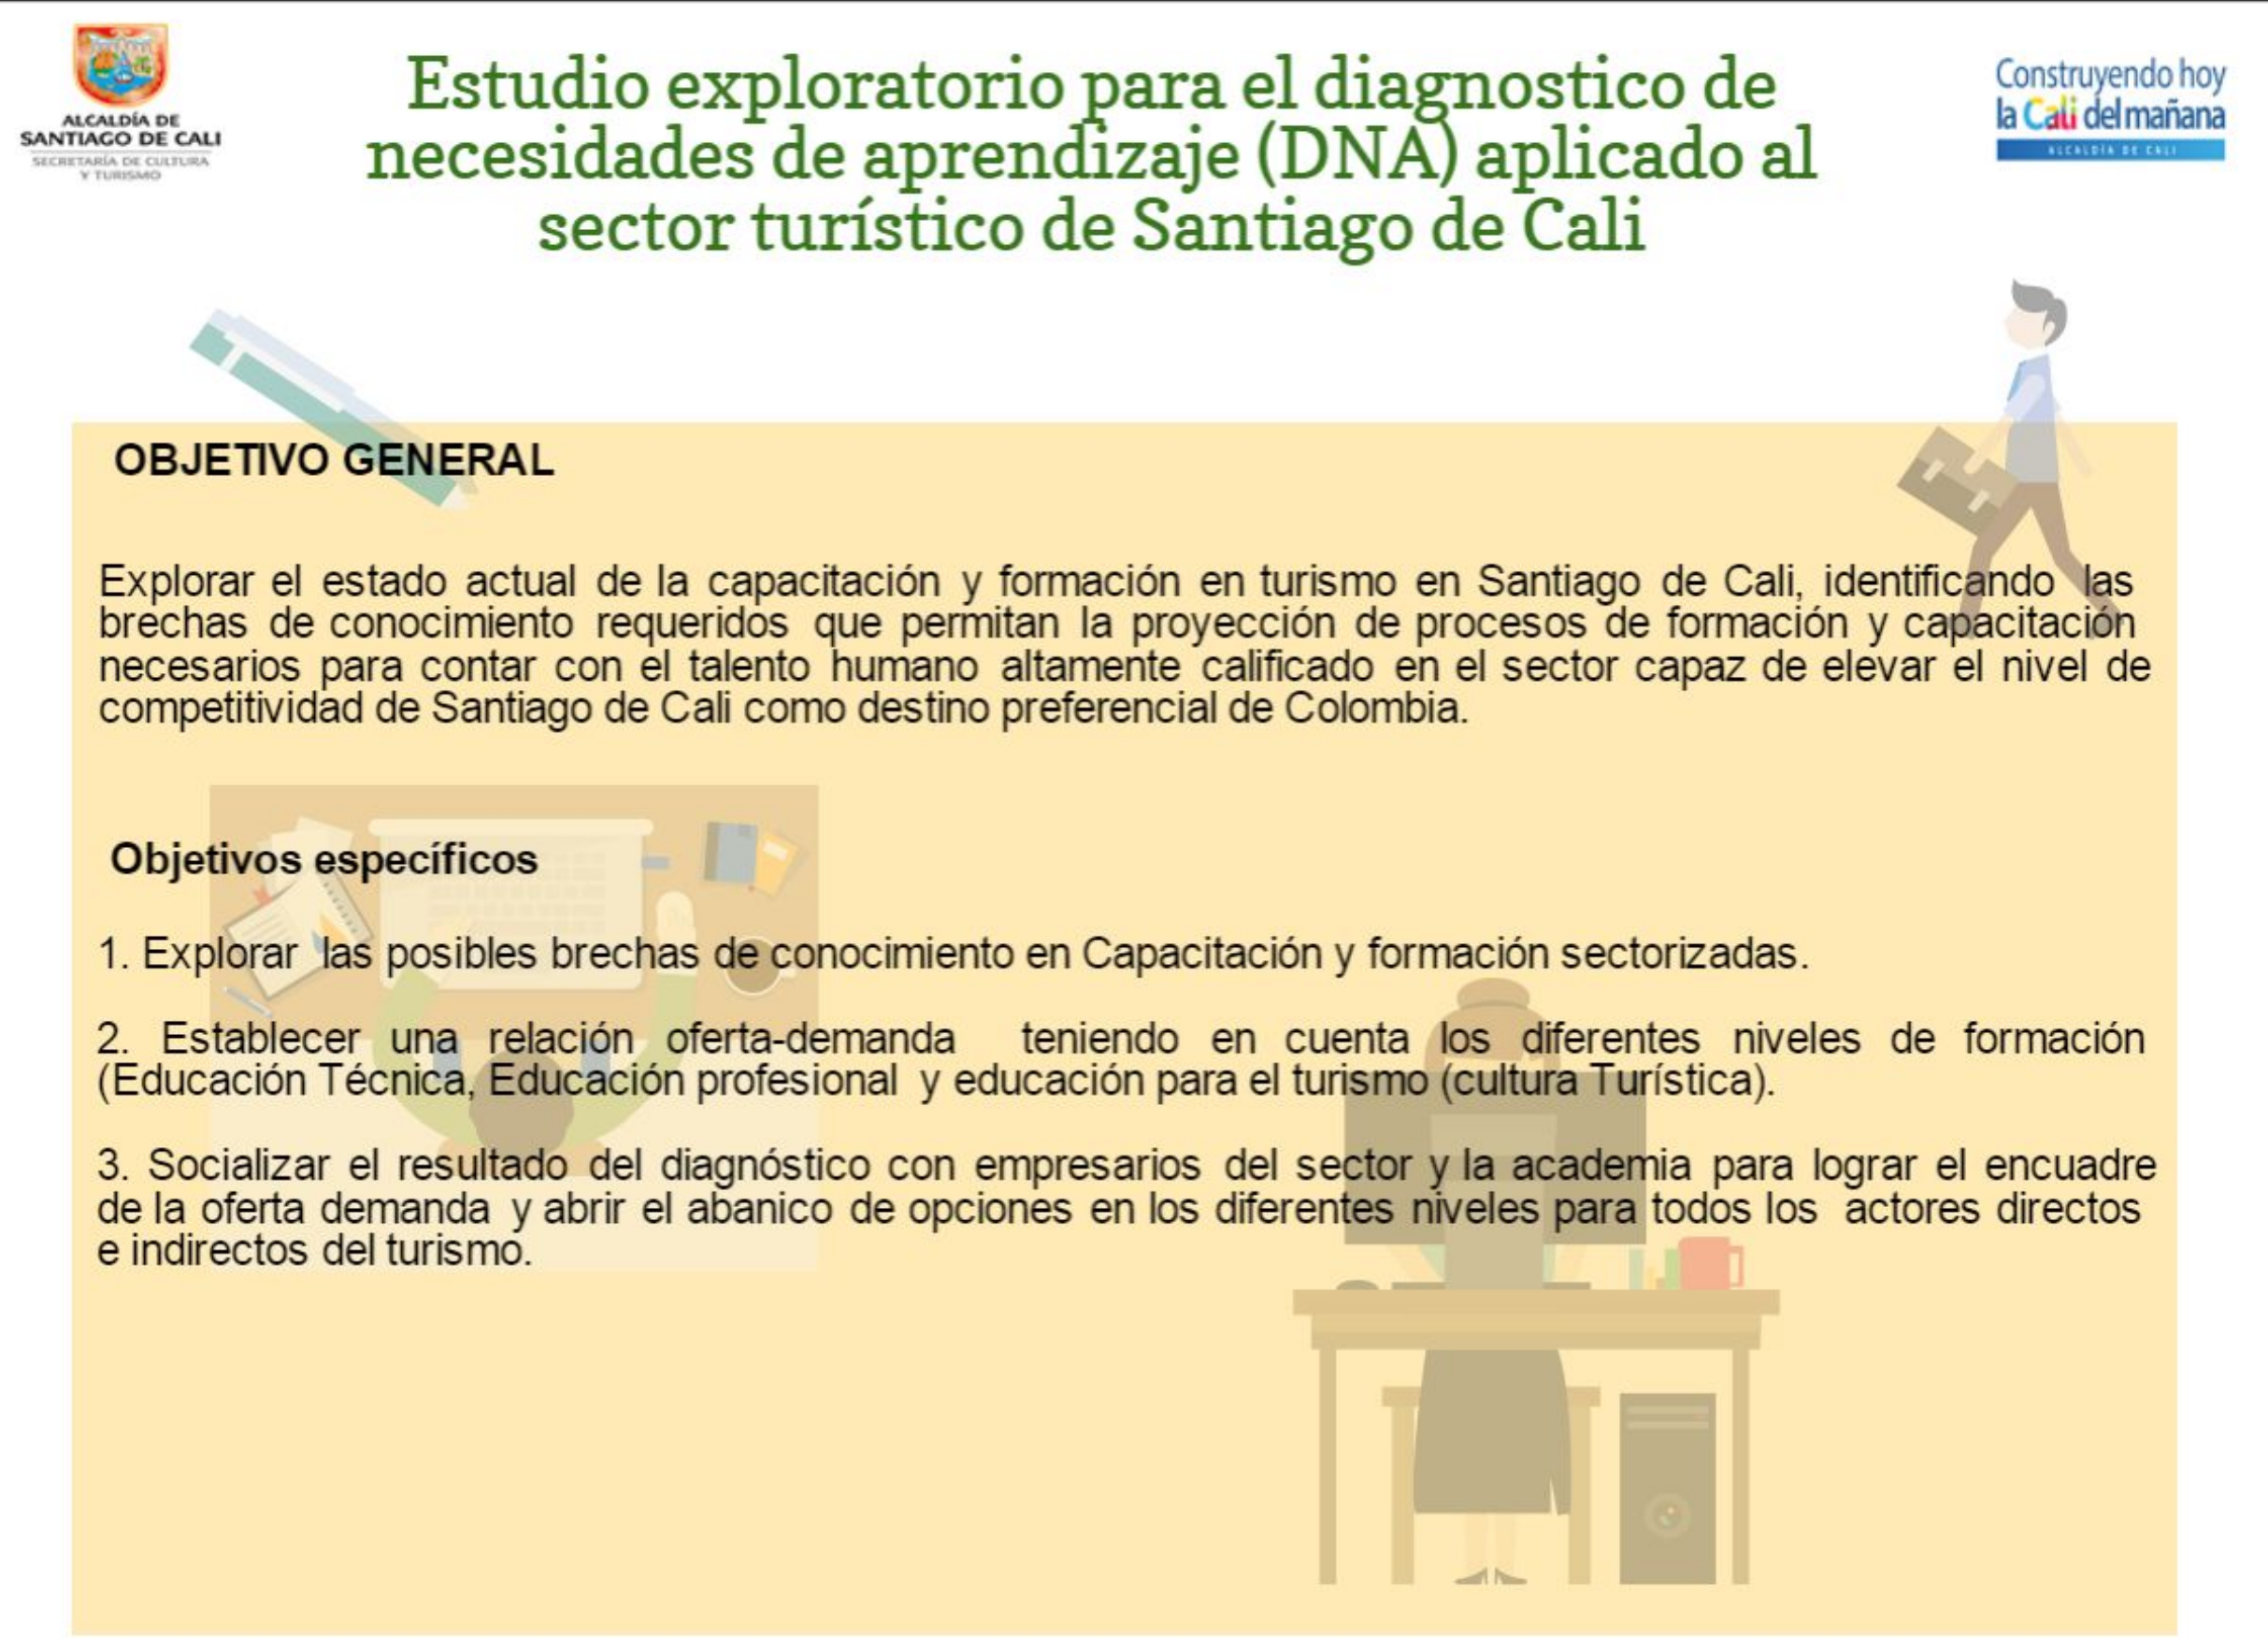 ALCALDÍA DE
SANTIAGO DE CALI
SECRETARÍA DE CULTURA
Y TURISMO
Estudio exploratorio para el diagnostico de
necesidades de aprendizaje (DNA) aplicado al
sector turístico de Santiago de Cali
Construyendo hoy
la Cali del mañana
ALCALDÍA DE CALI
OBJETIVO GENERAL
Explorar el estado actual de la capacitación y formación en turismo en Santiago de Cali, identificando las
brechas de conocimiento requeridos que permitan la proyección de procesos de formación y capacitación
necesarios para contar con el talento humano altamente calificado en el sector capaz de elevar el nivel de
competitividad de Santiago de Cali como destino preferencial de Colombia.
Objetivos específicos
1. Explorar las posibles brechas de conocimiento en Capacitación y formación sectorizadas.
2. Establecer una relación oferta-demanda teniendo en cuenta los diferentes niveles de formación
(Educación Técnica, Educación profesional y educación para el turismo (cultura Turística).
3. Socializar el resultado del diagnóstico con empresarios del sector y la academia para lograr el encuadre
de la oferta demanda y abrir el abanico de opciones en los diferentes niveles para todos los actores directos
e indirectos del turismo.